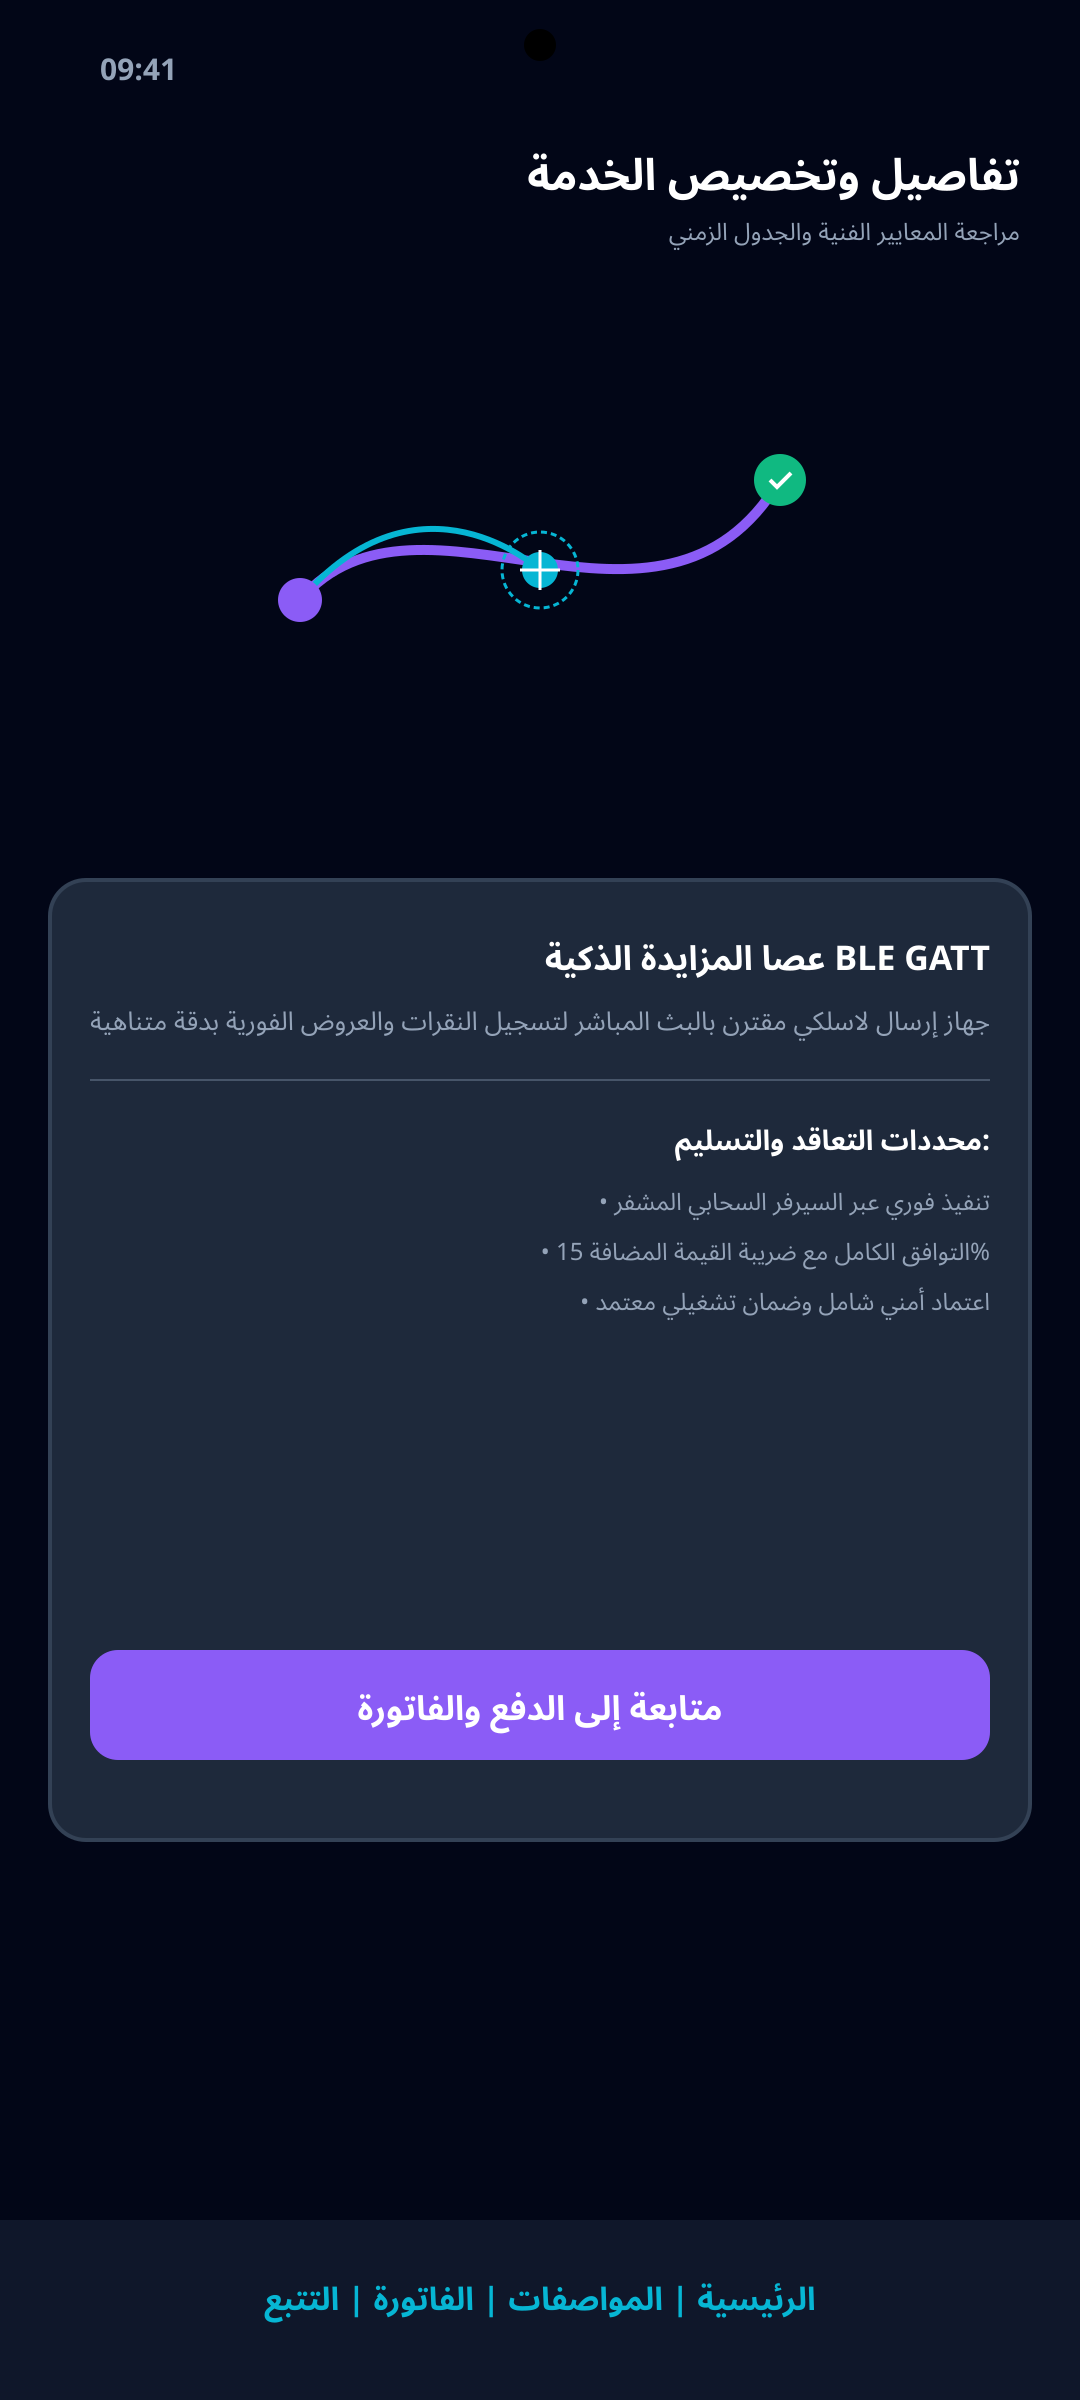 09:41
تفاصيل وتخصيص الخدمة
مراجعة المعايير الفنية والجدول الزمني
عصا المزايدة الذكية BLE GATT
جهاز إرسال لاسلكي مقترن بالبث المباشر لتسجيل النقرات والعروض الفورية بدقة متناهية
محددات التعاقد والتسليم:
• تنفيذ فوري عبر السيرفر السحابي المشفر
• التوافق الكامل مع ضريبة القيمة المضافة 15%
• اعتماد أمني شامل وضمان تشغيلي معتمد
متابعة إلى الدفع والفاتورة
الرئيسية | المواصفات | الفاتورة | التتبع